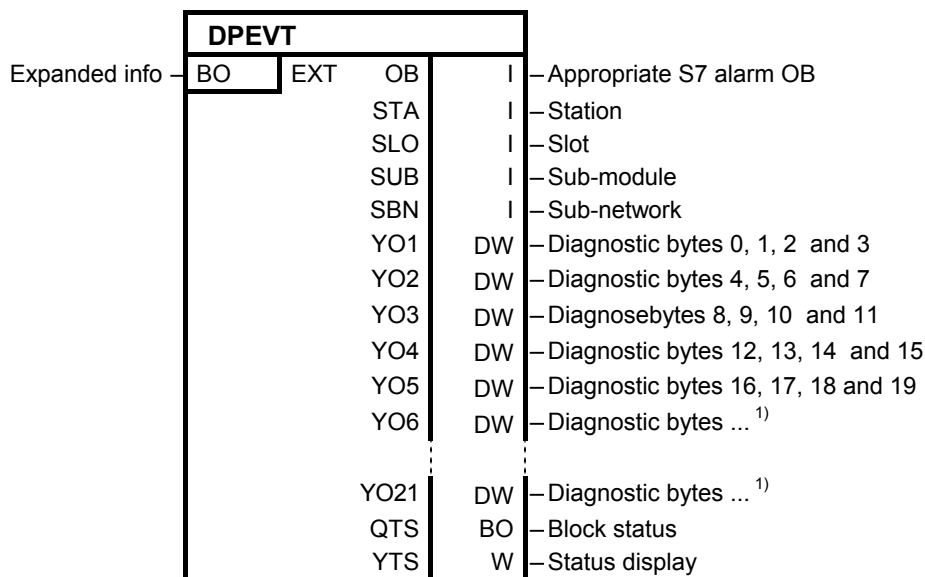 DPEVT
Expanded info – BO EXT OB I – Appropriate S7 alarm OB
STA I – Station
SLO I – Slot
SUB I – Sub-module
SBN I – Sub-network
YO1 DW – Diagnostic bytes 0, 1, 2 and 3
YO2 DW – Diagnostic bytes 4, 5, 6 and 7
YO3 DW – Diagnosebytes 8, 9, 10 and 11
YO4 DW – Diagnostic bytes 12, 13, 14 and 15
YO5 DW – Diagnostic bytes 16, 17, 18 and 19
YO6 DW – Diagnostic bytes ... 1)
YO21 DW – Diagnostic bytes ... 1)
QTS BO – Block status
YTS W – Status display